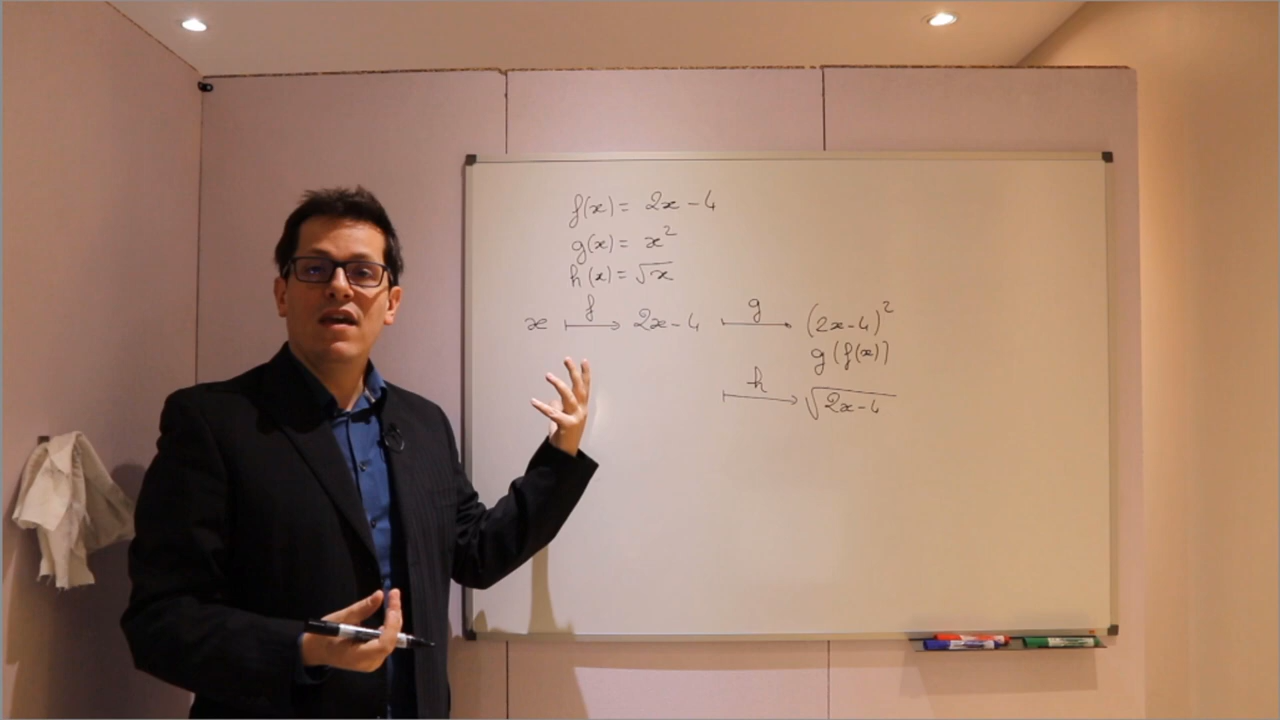 f(x) = 2x - 4
g(x) = x²
h(x) = √x
x f⟼ 2x-4 g⟼ (2x-4)²
g(f(x))
h⟼ √(2x-4)